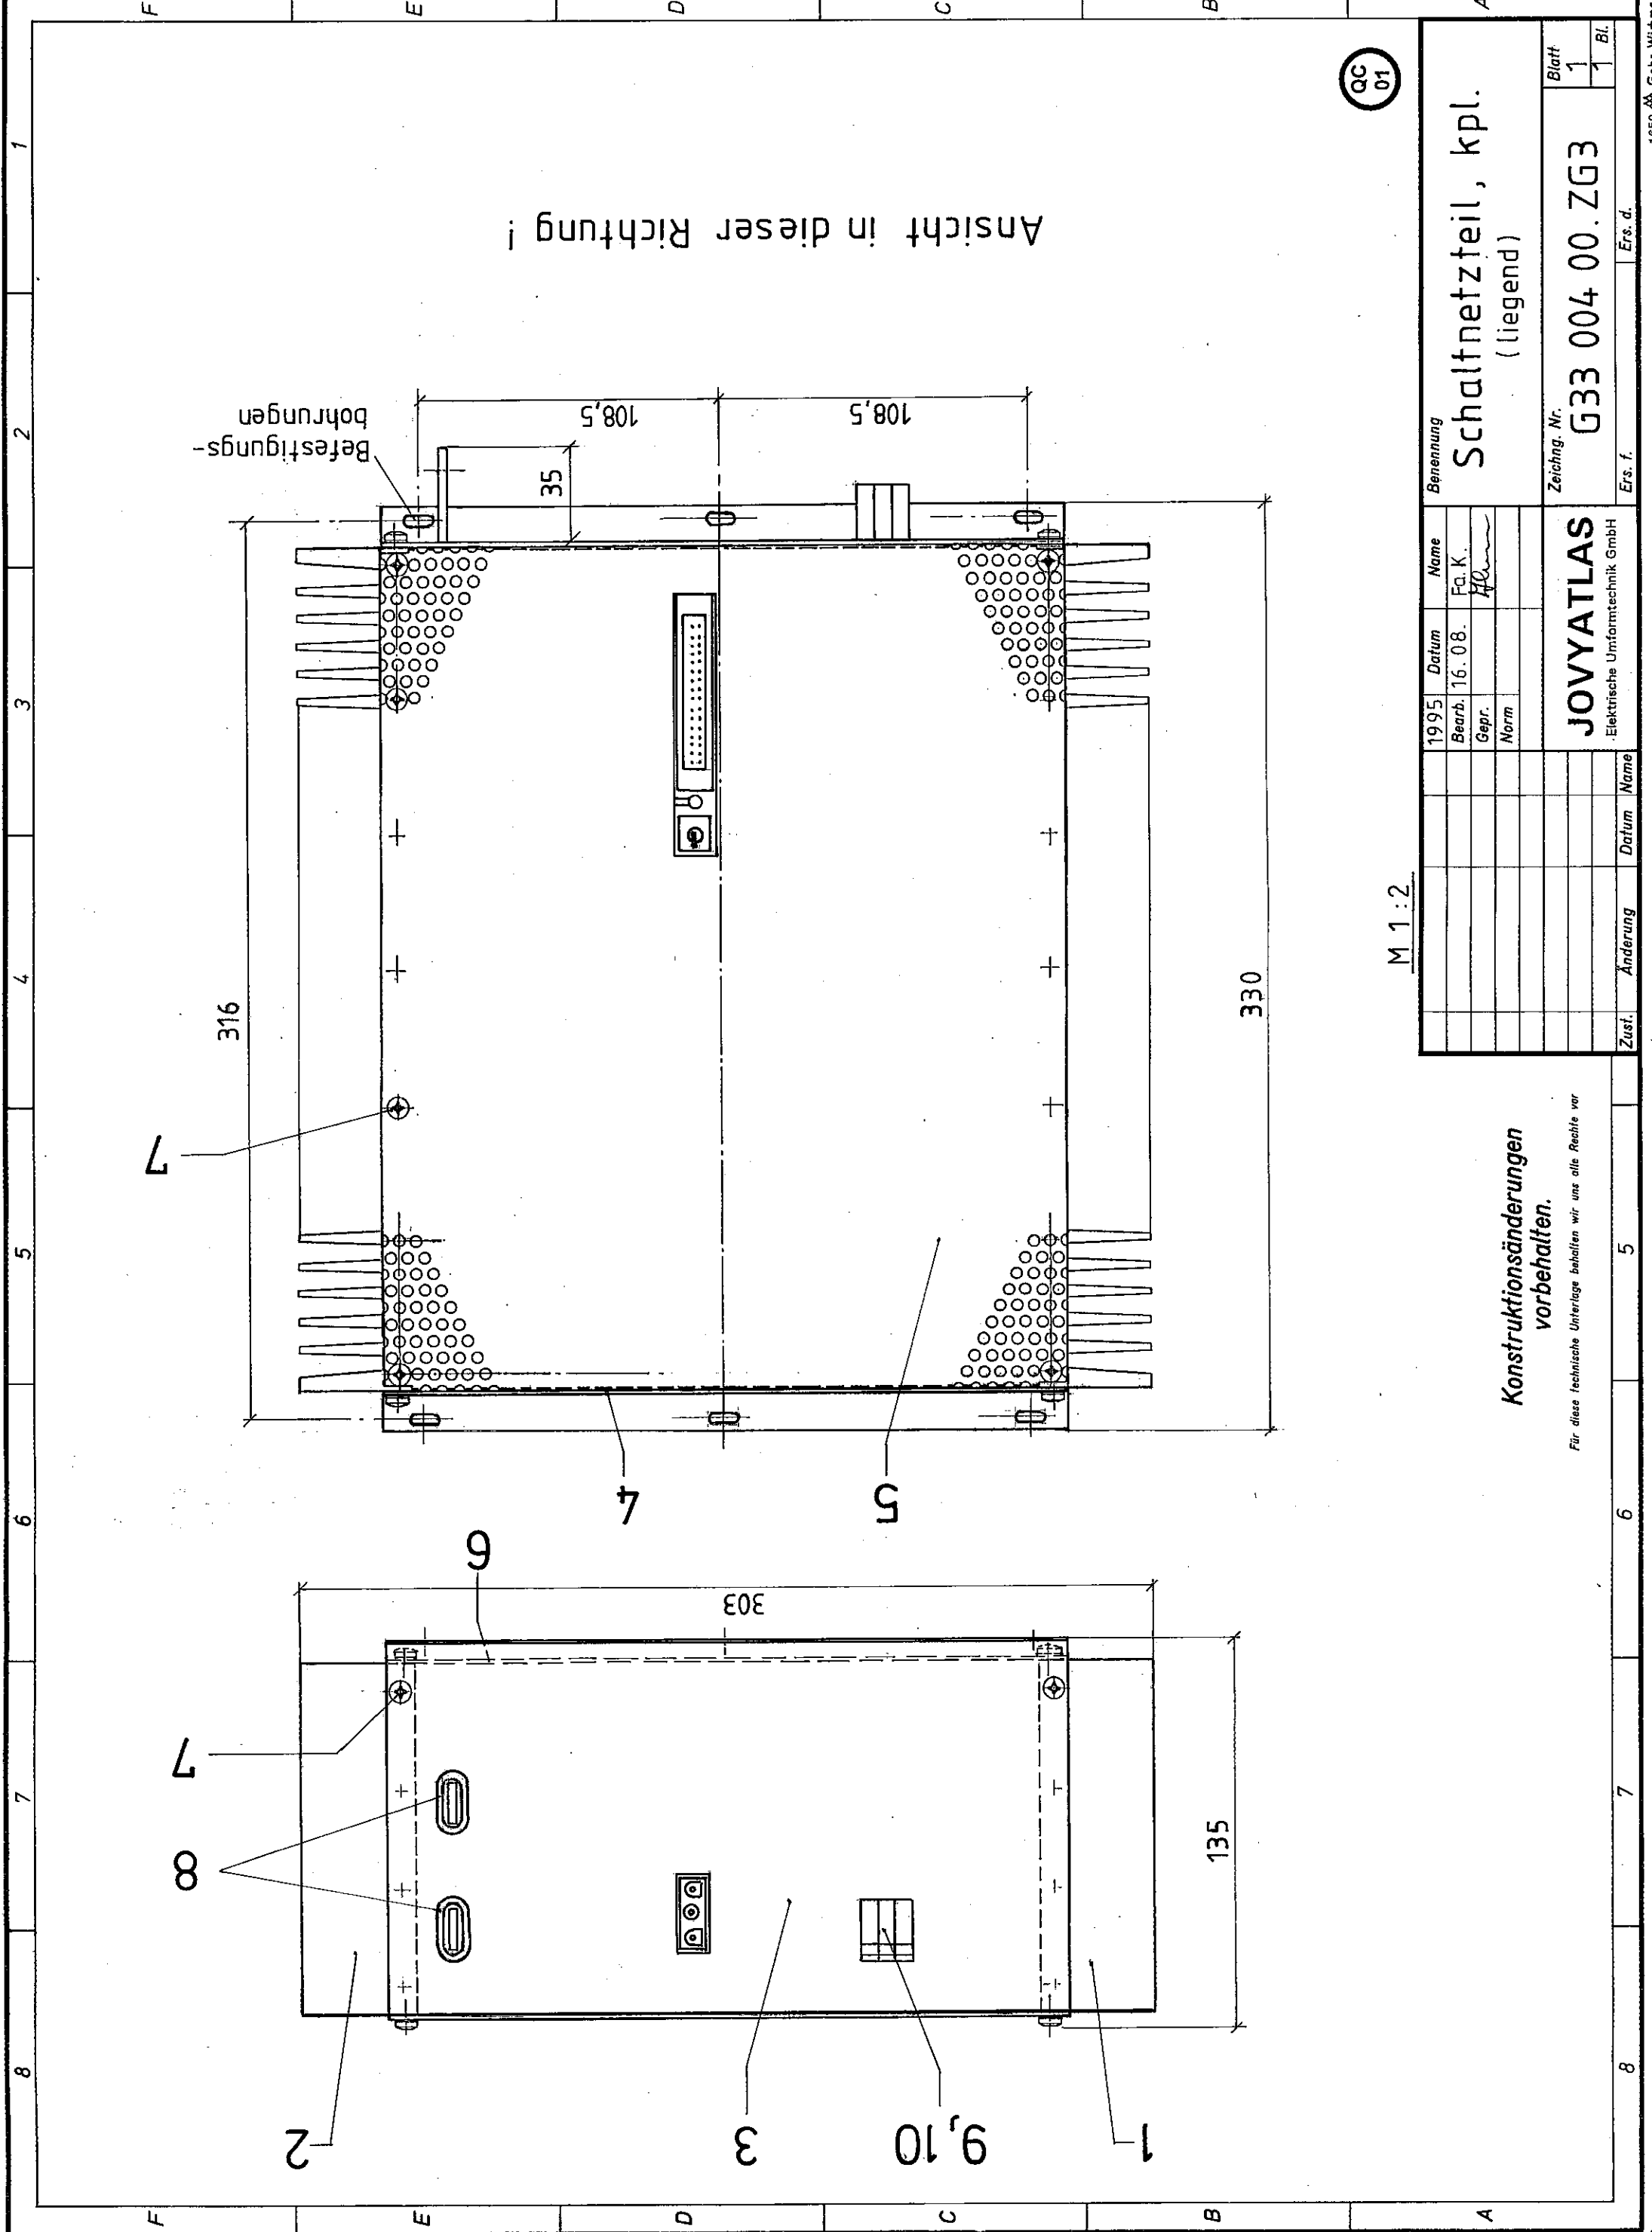 8
7
6
5
4
3
2
1
F
E
D
C
B
A
F
E
D
C
B
8
7
6
5
Ansicht in dieser Richtung !
Befestigungs-
bohrungen
108,5
108,5
35
316
330
7
4
5
6
303
135
7
8
2
3
9,10
1
QC
01
M 1:2
Konstruktionsänderungen
vorbehalten.
Für diese technische Unterlage behalten wir uns alle Rechte vor
1995 Datum Name
Bearb. 16.08. Fa.K.
Gepr.
Norm
Benennung
Schaltnetzteil, kpl.
(liegend)
JOVYATLAS
Elektrische Umformtechnik GmbH
Zeichng. Nr.
G33 004 00.ZG3
Blatt
1
1 Bl.
Zust. Änderung Datum Name
Ers. f. Ers. d.